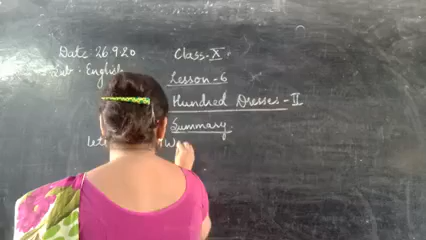 Date: 26.9.20 Class-X
Sub - English
Lesson-6
Hundred Dresses-II
Summary